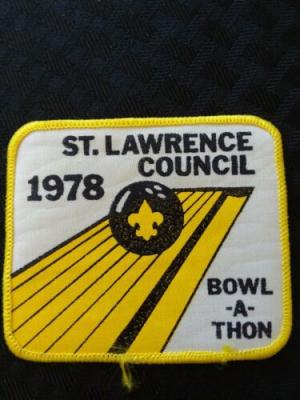 ST. LAWRENCE
COUNCIL
1978
BOWL
-A-
THON